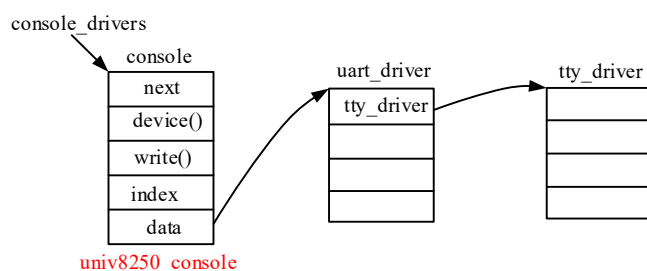 console_drivers
console
next
device()
write()
index
data
univ8250_console
uart_driver
tty_driver
tty_driver